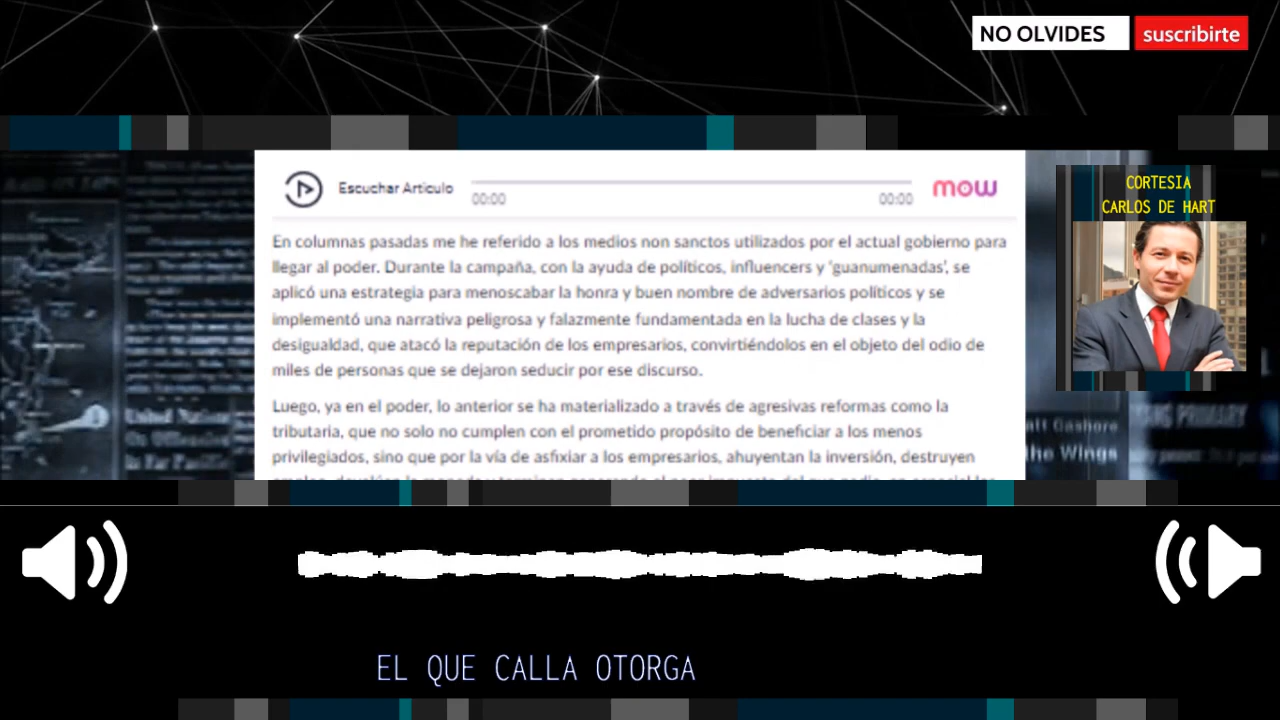 NO OLVIDES suscribirte
Escuchar Artículo
00:00
00:00
mow
CORTESIA
CARLOS DE HART
En columnas pasadas me he referido a los medios non sanctos utilizados por el actual gobierno para
llegar al poder. Durante la campaña, con la ayuda de políticos, influencers y 'guanumenadas', se
aplicó una estrategia para menoscabar la honra y buen nombre de adversarios políticos y se
implementó una narrativa peligrosa y falazmente fundamentada en la lucha de clases y la
desigualdad, que atacó la reputación de los empresarios, convirtiéndolos en el objeto del odio de
miles de personas que se dejaron seducir por ese discurso.
Luego, ya en el poder, lo anterior se ha materializado a través de agresivas reformas como la
tributaria, que no solo no cumplen con el prometido propósito de beneficiar a los menos
privilegiados, sino que por la vía de asfixiar a los empresarios, ahuyentan la inversión, destruyen
the Wings
EL QUE CALLA OTORGA